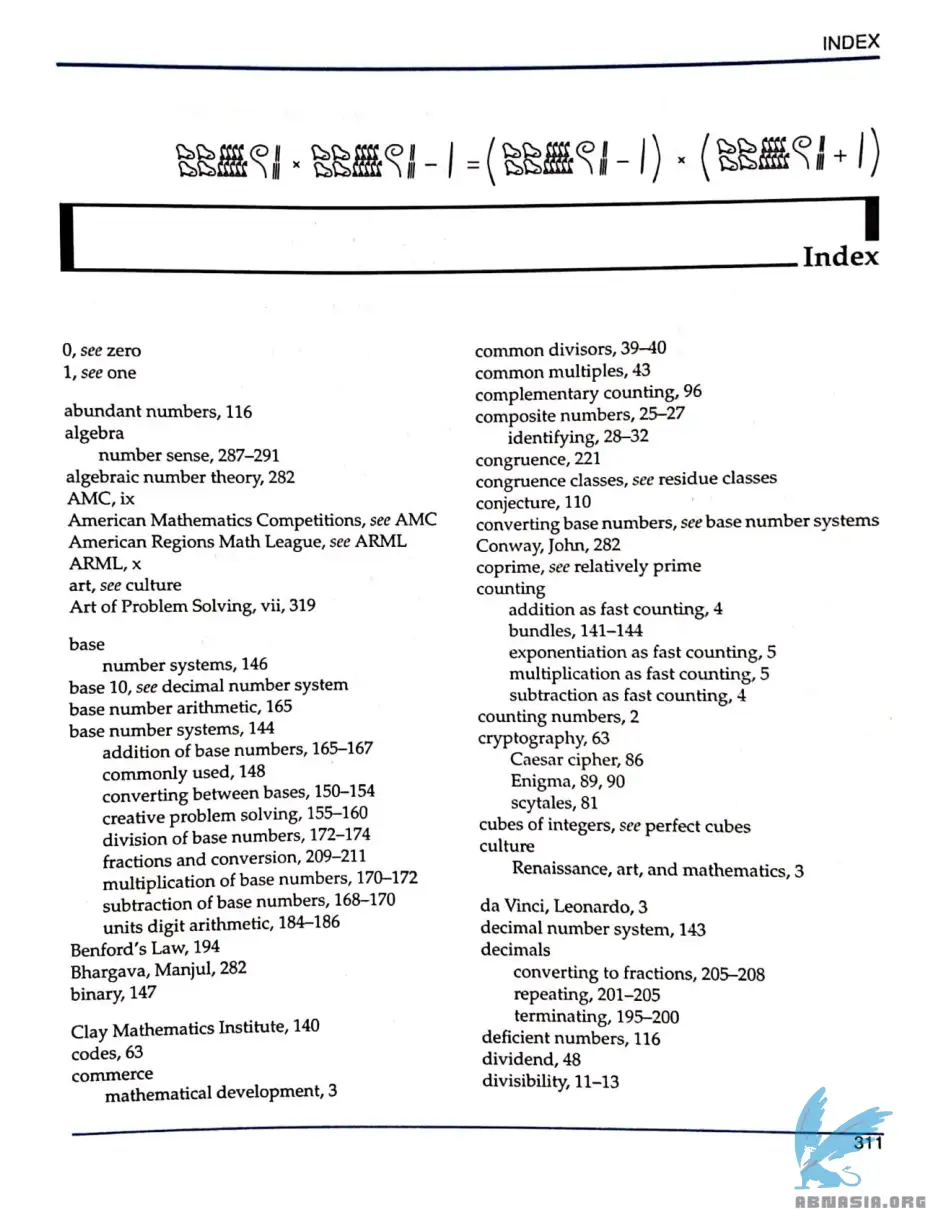 INDEX
× − | = ( − | ) × ( + | )
Index
0, see zero
1, see one
abundant numbers, 116
algebra
number sense, 287–291
algebraic number theory, 282
AMC, ix
American Mathematics Competitions, see AMC
American Regions Math League, see ARML
ARML, x
art, see culture
Art of Problem Solving, vii, 319
base
number systems, 146
base 10, see decimal number system
base number arithmetic, 165
base number systems, 144
addition of base numbers, 165–167
commonly used, 148
converting between bases, 150–154
creative problem solving, 155–160
division of base numbers, 172–174
fractions and conversion, 209–211
multiplication of base numbers, 170–172
subtraction of base numbers, 168–170
units digit arithmetic, 184–186
Benford's Law, 194
Bhargava, Manjul, 282
binary, 147
Clay Mathematics Institute, 140
codes, 63
commerce
mathematical development, 3
common divisors, 39–40
common multiples, 43
complementary counting, 96
composite numbers, 25–27
identifying, 28–32
congruence, 221
congruence classes, see residue classes
conjecture, 110
converting base numbers, see base number systems
Conway, John, 282
coprime, see relatively prime
counting
addition as fast counting, 4
bundles, 141–144
exponentiation as fast counting, 5
multiplication as fast counting, 5
subtraction as fast counting, 4
counting numbers, 2
cryptography, 63
Caesar cipher, 86
Enigma, 89, 90
scytales, 81
cubes of integers, see perfect cubes
culture
Renaissance, art, and mathematics, 3
da Vinci, Leonardo, 3
decimal number system, 143
decimals
converting to fractions, 205–208
repeating, 201–205
terminating, 195–200
deficient numbers, 116
dividend, 48
divisibility, 11–13
311
ABNASIA.ORG